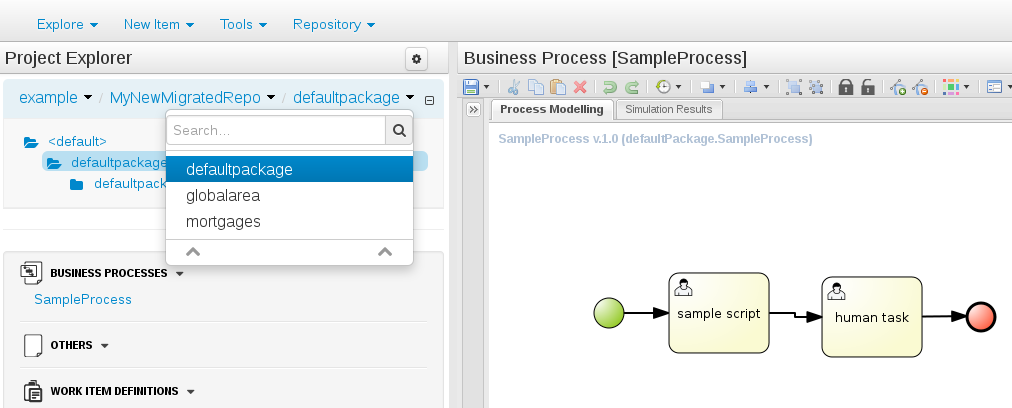 Explore New Item Tools Repository
Project Explorer
Business Process [SampleProcess]
example / MyNewMigratedRepo / defaultpackage
Process Modelling Simulation Results
Search...
SampleProcess v.1.0 (defaultPackage.SampleProcess)
<default>
defaultpackage
defaultpack
defaultpackage
globalarea
mortgages
BUSINESS PROCESSES
SampleProcess
OTHERS
WORK ITEM DEFINITIONS
sample script
human task